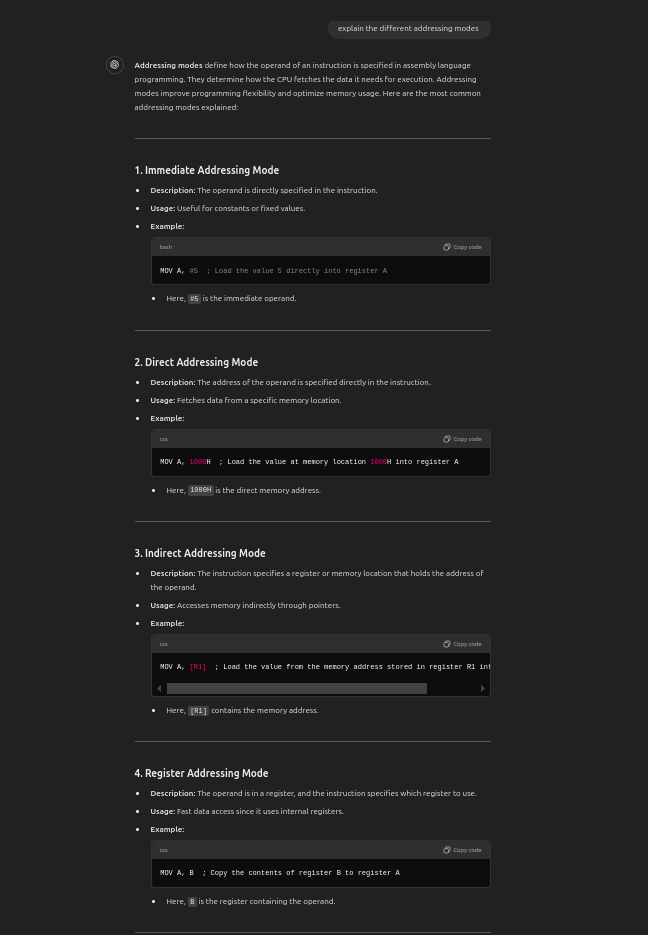 explain the different addressing modes
Addressing modes define how the operand of an instruction is specified in assembly language
programming. They determine how the CPU fetches the data it needs for execution. Addressing
modes improve programming flexibility and optimize memory usage. Here are the most common
addressing modes explained:
1. Immediate Addressing Mode
Description: The operand is directly specified in the instruction.
Usage: Useful for constants or fixed values.
Example:
bash Copy code
MOV A, #5 ; Load the value 5 directly into register A
Here, #5 is the immediate operand.
2. Direct Addressing Mode
Description: The address of the operand is specified directly in the instruction.
Usage: Fetches data from a specific memory location.
Example:
css Copy code
MOV A, 1000H ; Load the value at memory location 1000H into register A
Here, 1000H is the direct memory address.
3. Indirect Addressing Mode
Description: The instruction specifies a register or memory location that holds the address of
the operand.
Usage: Accesses memory indirectly through pointers.
Example:
css Copy code
MOV A, [R1] ; Load the value from the memory address stored in register R1 int
Here, [R1] contains the memory address.
4. Register Addressing Mode
Description: The operand is in a register, and the instruction specifies which register to use.
Usage: Fast data access since it uses internal registers.
Example:
css Copy code
MOV A, B ; Copy the contents of register B to register A
Here, B is the register containing the operand.